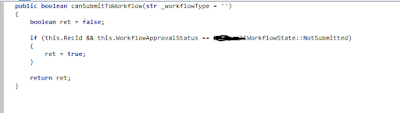 public boolean canSubmitToWorkflow(str _workflowType = '')
{
boolean ret = false;
if (this.RecId && this.WorkflowApprovalStatus == WorkflowState::NotSubmitted)
{
ret = true;
}
return ret;
}